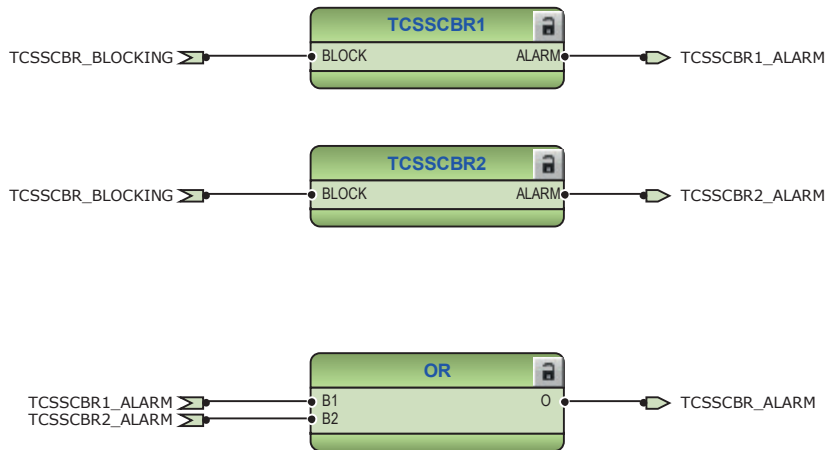 TCSSCBR1
TCSSCBR_BLOCKING BLOCK ALARM TCSSCBR1_ALARM
TCSSCBR2
TCSSCBR_BLOCKING BLOCK ALARM TCSSCBR2_ALARM
OR
TCSSCBR1_ALARM B1 O TCSSCBR_ALARM
TCSSCBR2_ALARM B2